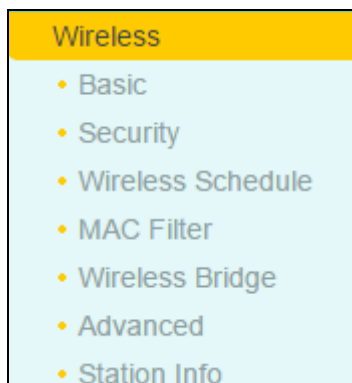 Wireless
Basic
Security
Wireless Schedule
MAC Filter
Wireless Bridge
Advanced
Station Info